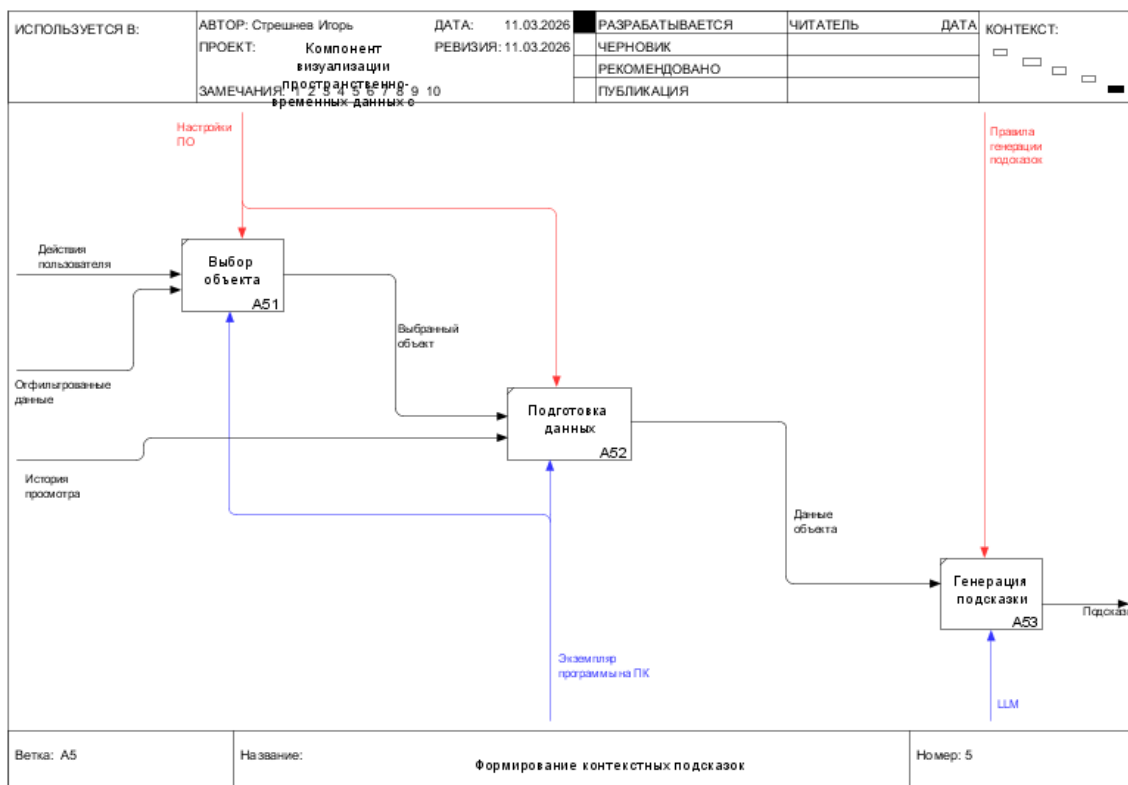 ИСПОЛЬЗУЕТСЯ В:
АВТОР: Стрешнев Игорь
ДАТА: 11.03.2026
РАЗРАБАТЫВАЕТСЯ
ЧИТАТЕЛЬ
ДАТА
КОНТЕКСТ:
ПРОЕКТ:
Компонент
визуализации
пространственно-
временных данных с
РЕВИЗИЯ: 11.03.2026
ЧЕРНОВИК
РЕКОМЕНДОВАНО
ЗАМЕЧАНИЯ: 1 2 3 4 5 6 7 8 9 10
ПУБЛИКАЦИЯ
Настройки
ПО
Правила
генерации
подсказок
Действия
пользователя
Выбор
объекта
A51
Выбранный
объект
Отфильтрованные
данные
Подготовка
данных
A52
История
просмотра
Данные
объекта
Генерация
подсказки
A53
Экземпляр
программы на ПК
LLM
Ветка: A5
Название:
Формирование контекстных подсказок
Номер: 5